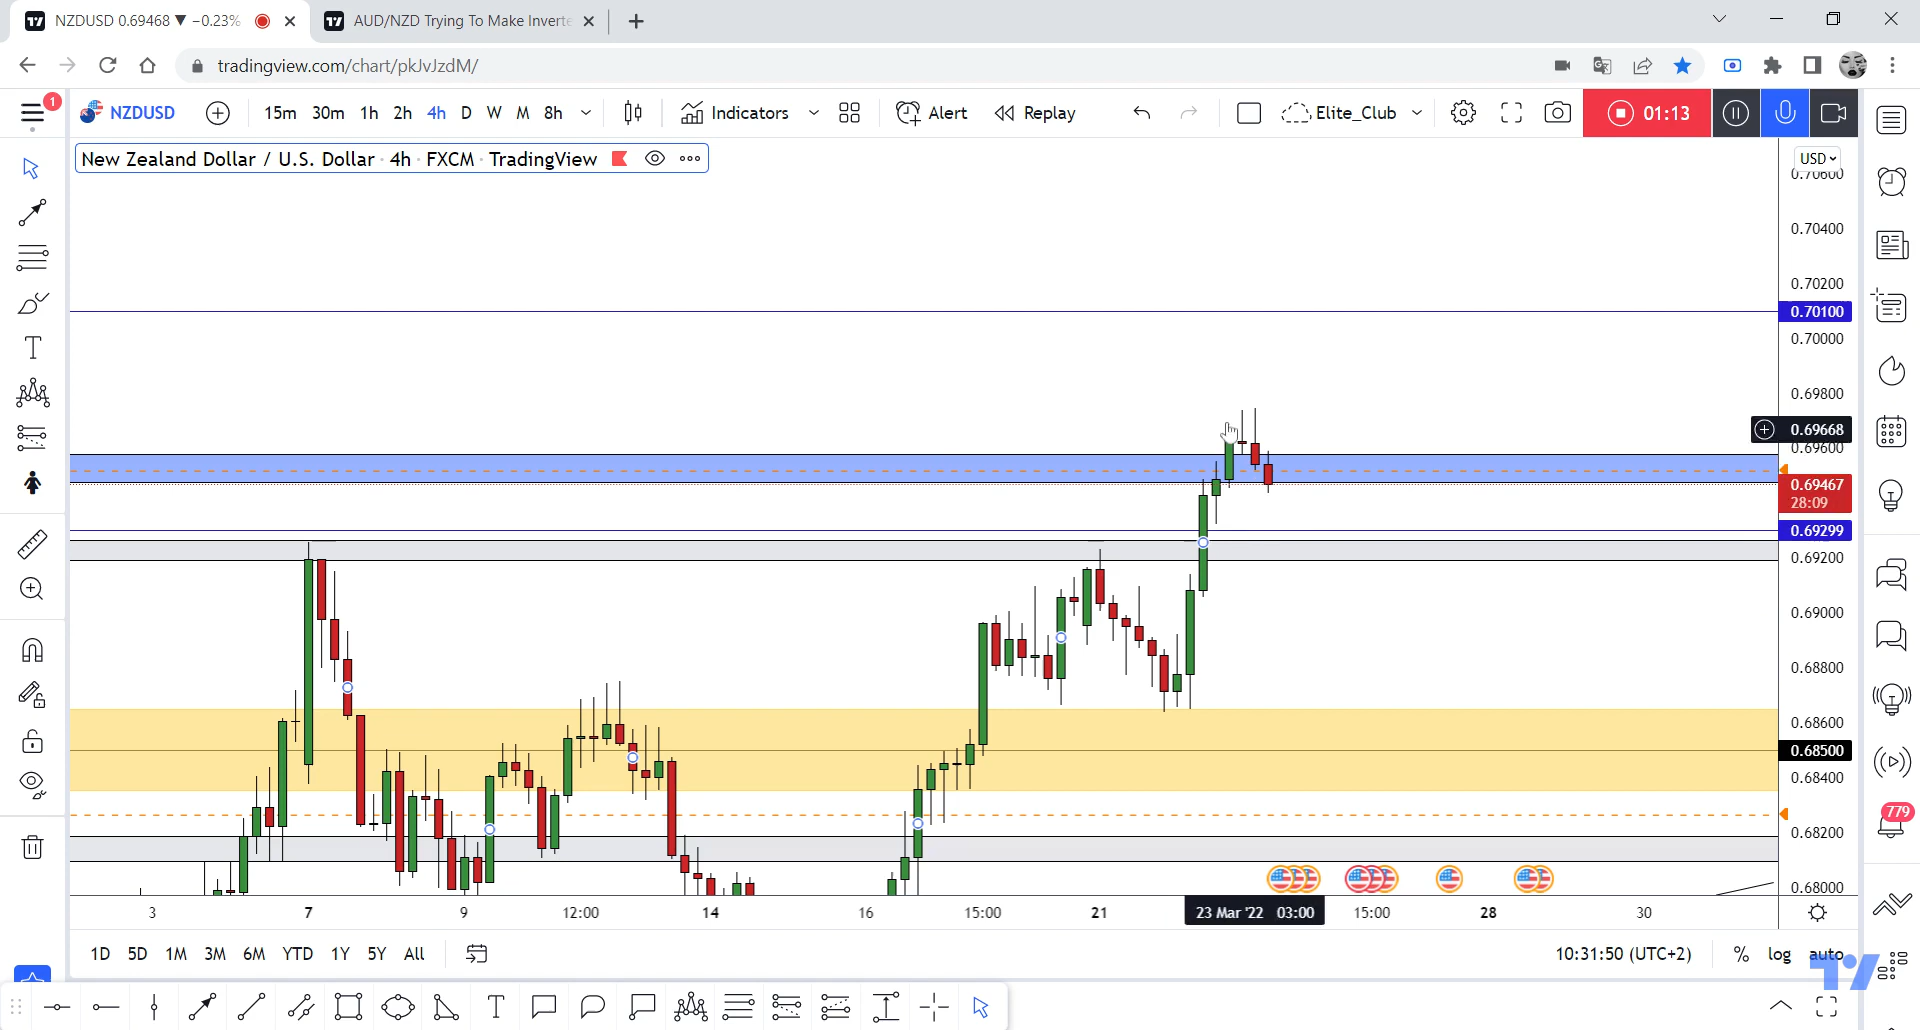 NZDUSD 0.69468 ▼ −0.23%
AUD/NZD Trying To Make Inverte
tradingview.com/chart/pkJvJzdM/
1
NZDUSD 15m 30m 1h 2h 4h D W M 8h Indicators Alert Replay Elite_Club 01:13
New Zealand Dollar / U.S. Dollar · 4h · FXCM · TradingView
USD
0.70600
0.70400
0.70200
0.70100
0.70000
0.69800
0.69668
0.69600
0.69467
28:09
0.69299
0.69200
0.69000
0.68800
0.68600
0.68500
0.68400
0.68200
0.68000
779
3 7 9 12:00 14 16 15:00 21 23 Mar '22 03:00 15:00 28 30
1D 5D 1M 3M 6M YTD 1Y 5Y All 10:31:50 (UTC+2) % log auto